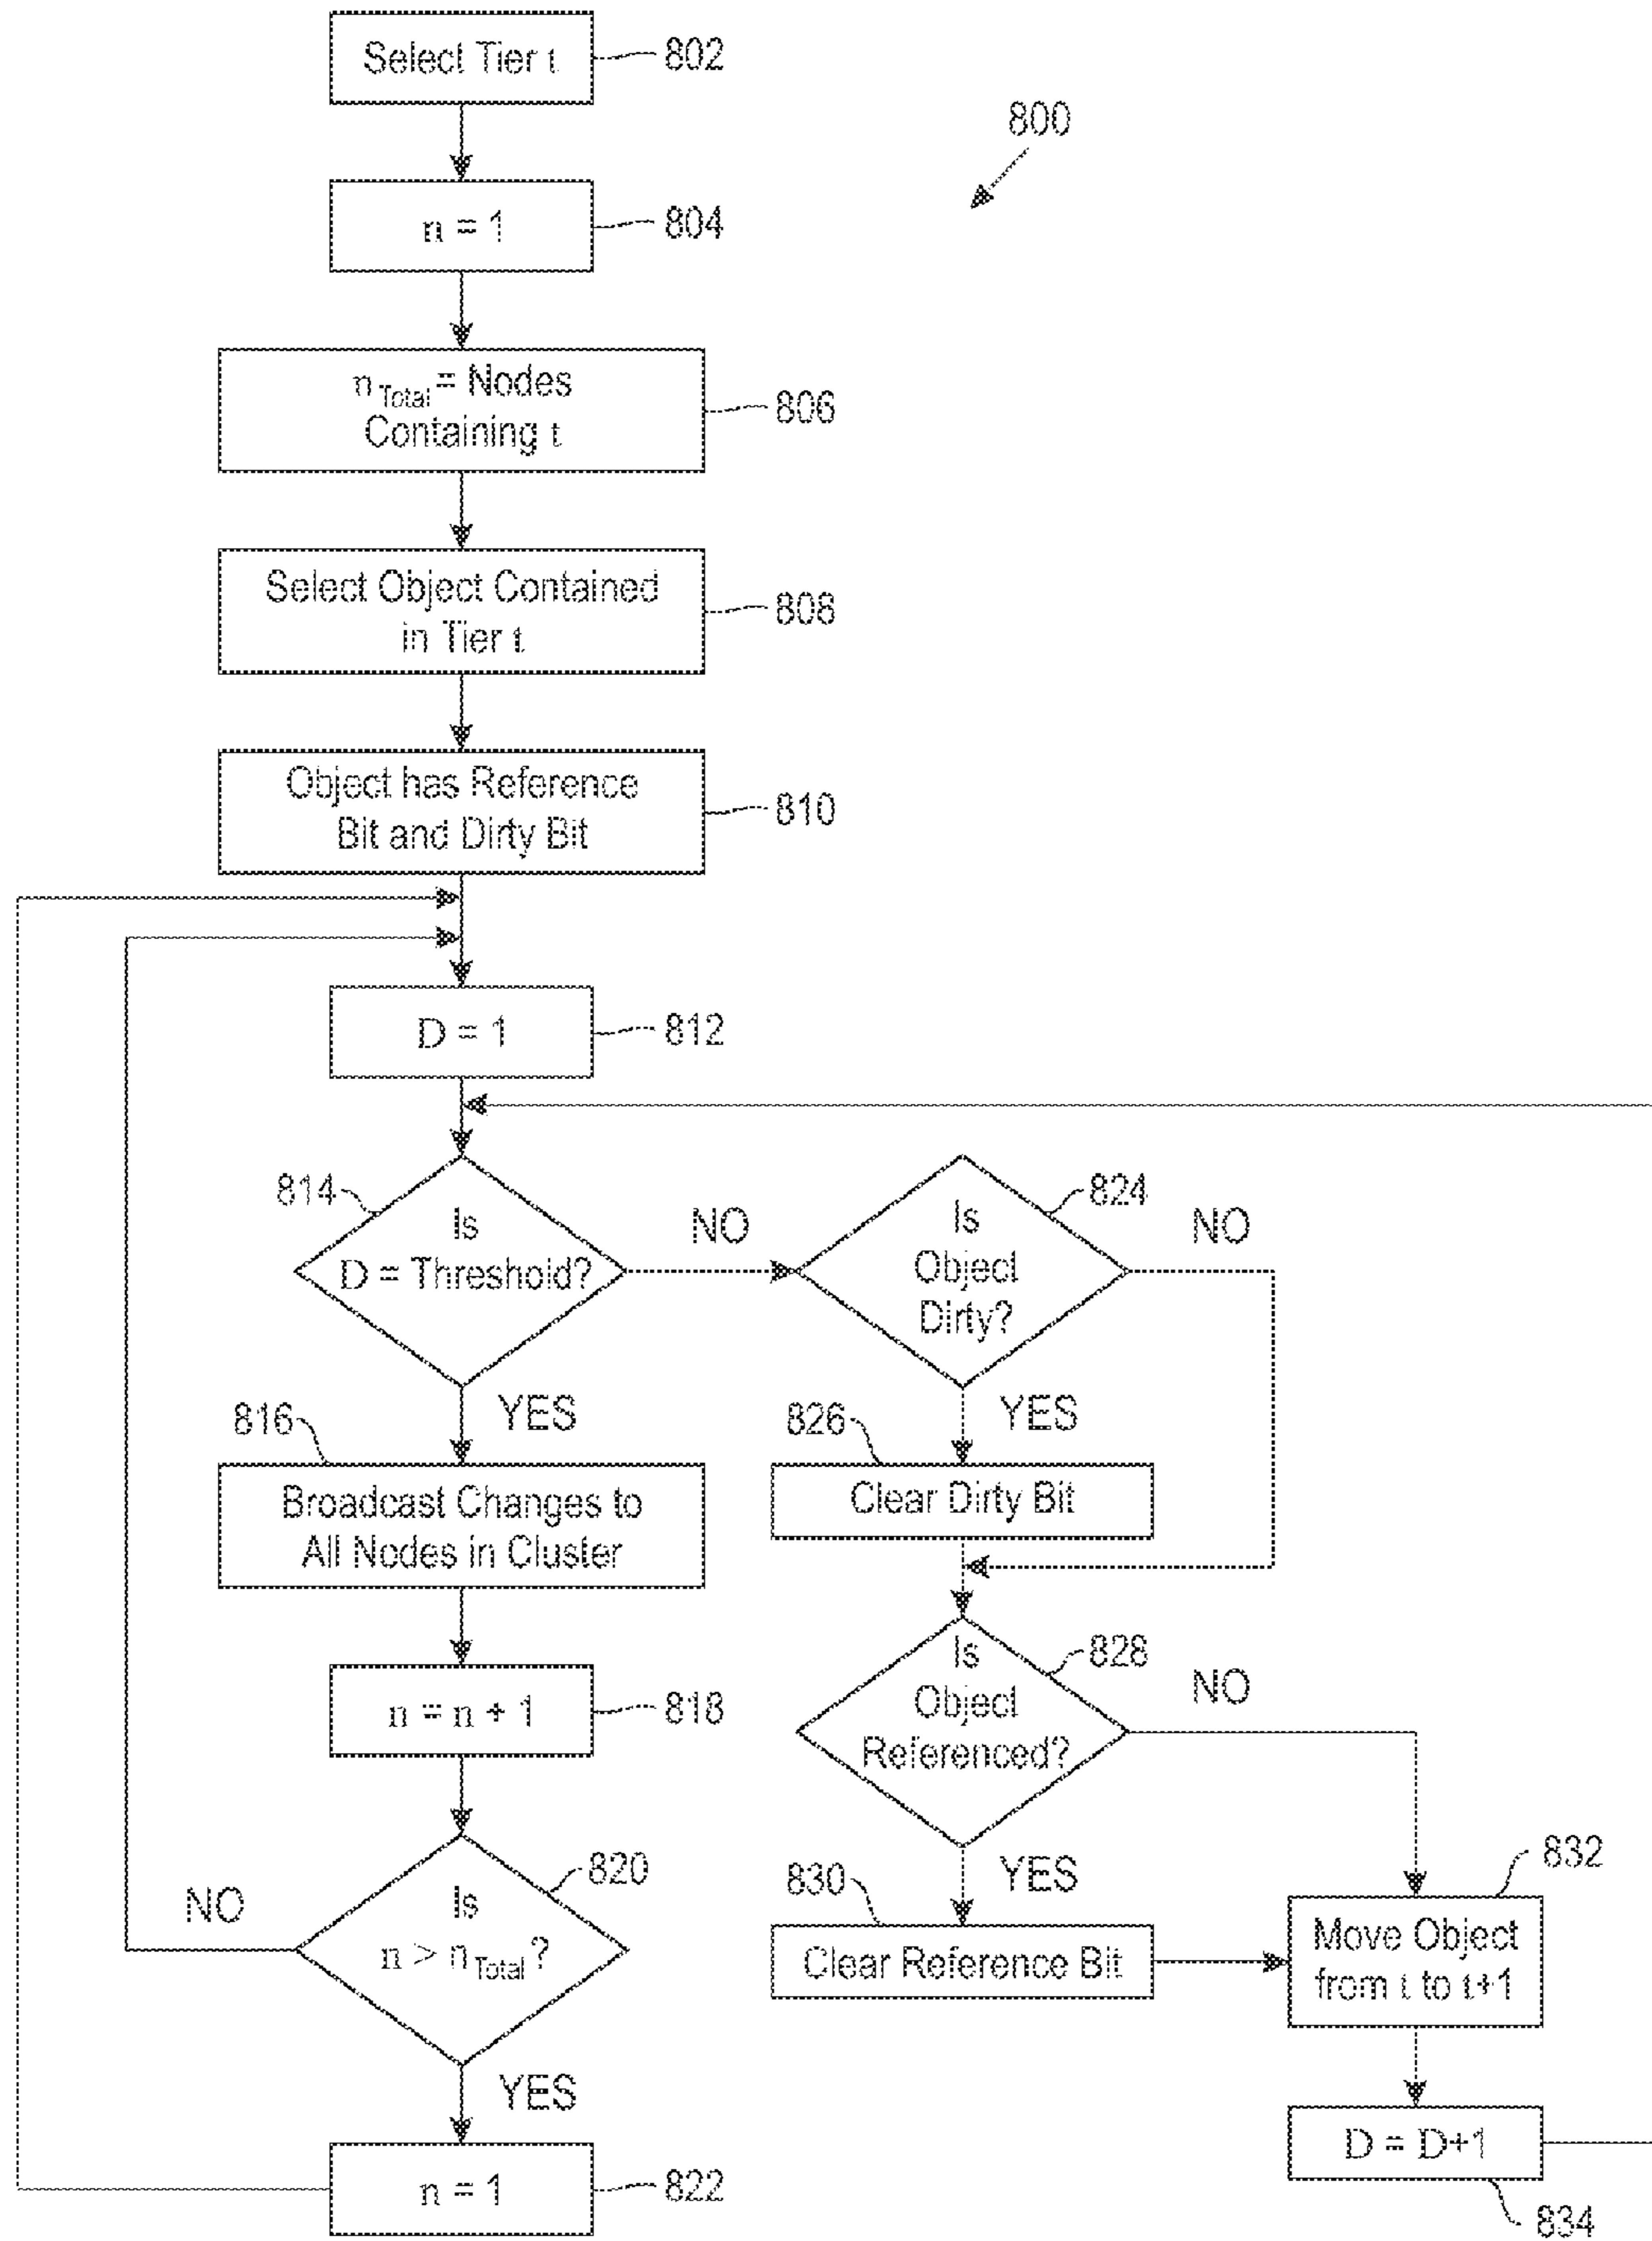 Select Tier t
802
800
n = 1
804
n Total = Nodes
Containing t
806
Select Object Contained
in Tier t
808
Object has Reference
Bit and Dirty Bit
810
D = 1
812
814
Is
D = Threshold?
NO
YES
824
Is
Object
Dirty?
NO
YES
816
Broadcast Changes to
All Nodes in Cluster
826
Clear Dirty Bit
n = n + 1
818
828
Is
Object
Referenced?
NO
YES
820
Is
n > n Total ?
NO
YES
830
Clear Reference Bit
832
Move Object
from t to t+1
n = 1
822
D = D+1
834